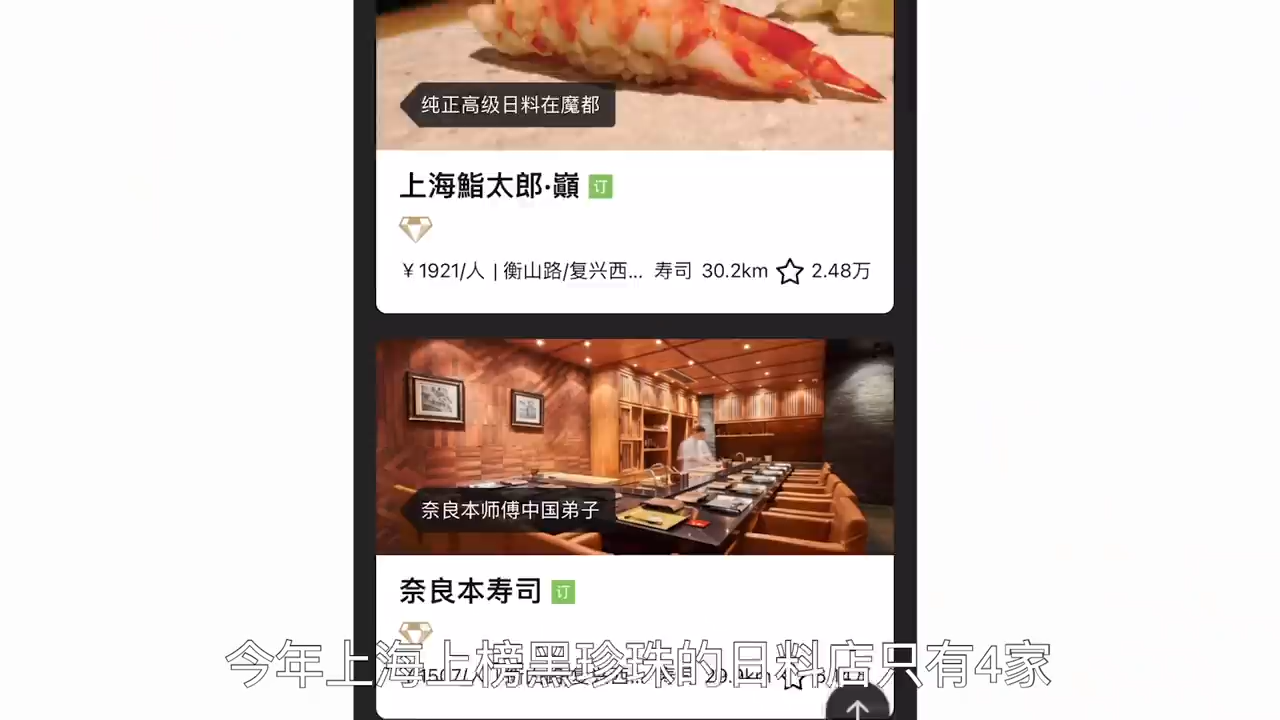 纯正高级日料在魔都
上海鮨太郎·巅 订
¥1921/人 | 衡山路/复兴西... 寿司 30.2km 2.48万
奈良本师傅中国弟子
奈良本寿司 订
今年上海上榜黑珍珠的日料店只有4家